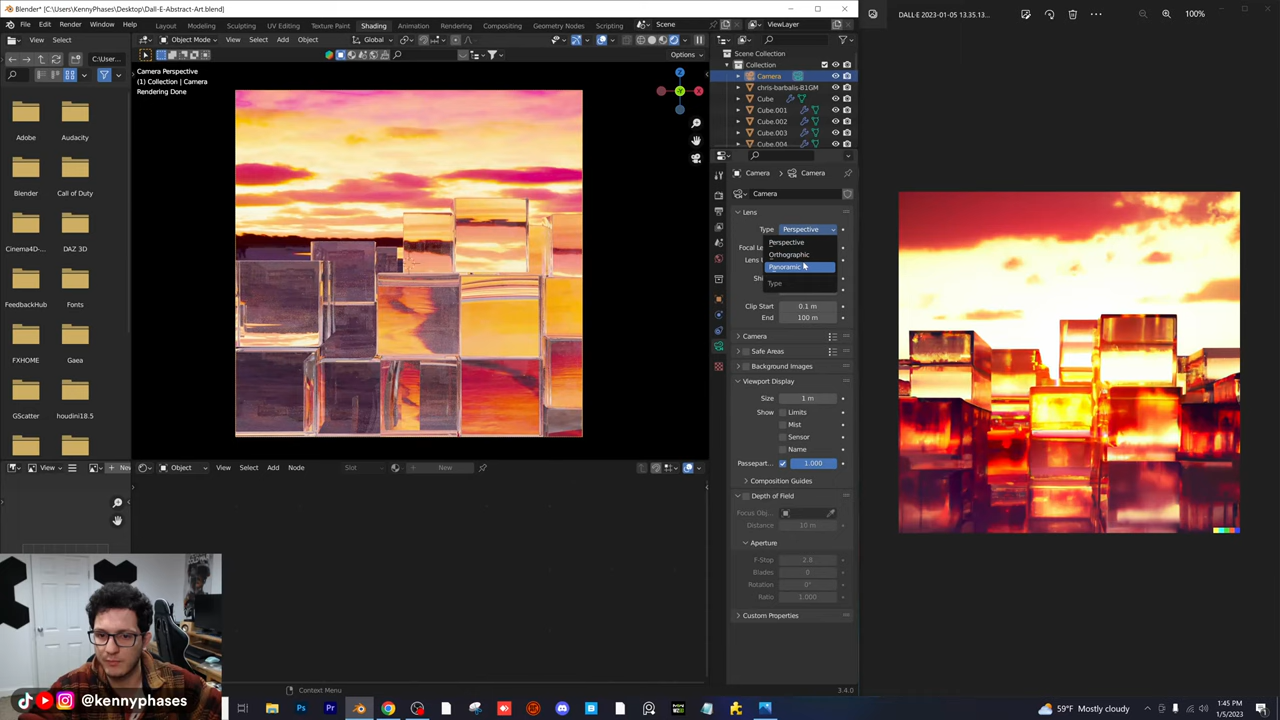 Blender* [C:\Users\KennyPhases\Desktop\Dall-E-Abstract-Art.blend]
DALL·E 2023-01-05 13.35.13...
100%
File Edit Render Window Help
Layout Modeling Sculpting UV Editing Texture Paint Shading Animation Rendering Compositing Geometry Nodes Scripting
Scene
ViewLayer
View Select
Object Mode
View Select Add Object
Global
C:\User...
Options
Camera Perspective
(1) Collection | Camera
Rendering Done
Z
X
Y
Scene Collection
Collection
Camera
chris-barbalis-B1GM
Cube
Cube.001
Cube.002
Cube.003
Cube.004
Adobe
Audacity
Blender
Call of Duty
Cinema4D-...
DAZ 3D
FeedbackHub
Fonts
FXHOME
Gaea
GScatter
houdini18.5
Camera
Camera
Camera
Lens
Type Perspective
Perspective
Focal Le
Orthographic
Lens U
Panoramic
Type
Clip Start 0.1 m
End 100 m
Camera
Safe Areas
Background Images
Viewport Display
Size 1 m
Show Limits
Mist
Sensor
Name
Passepart... 1.000
Composition Guides
Depth of Field
Focus Obj...
Distance 10 m
Aperture
F-Stop 2.8
Blades 0
Rotation 0°
Ratio 1.000
Custom Properties
View
New
Object
View Select Add Node
Slot
New
Context Menu
3.4.0
@kennyphases
59°F Mostly cloudy
1:45 PM
1/5/2023